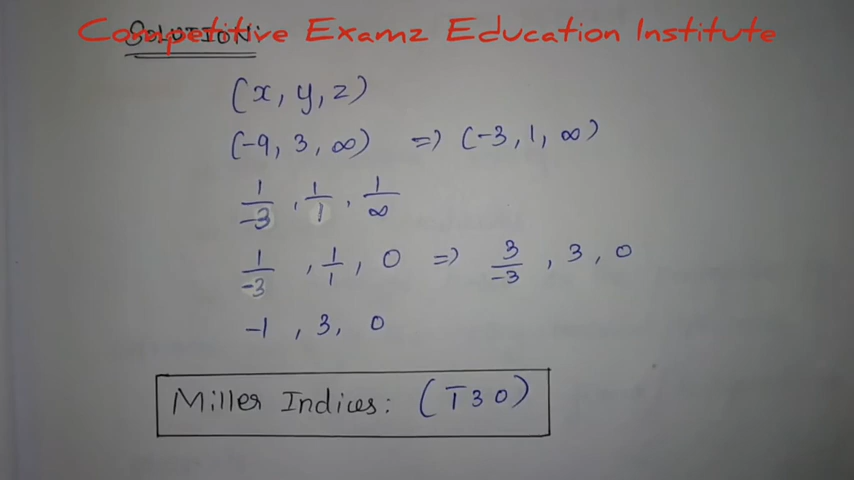 Competitive Examz Education Institute
SOLUTION:
(x, y, z)
(-9, 3, ∞) => (-3, 1, ∞)
1/-3, 1/1, 1/∞
1/-3, 1/1, 0 => 3/-3, 3, 0
-1, 3, 0
Miller Indices: (1̅ 3 0)